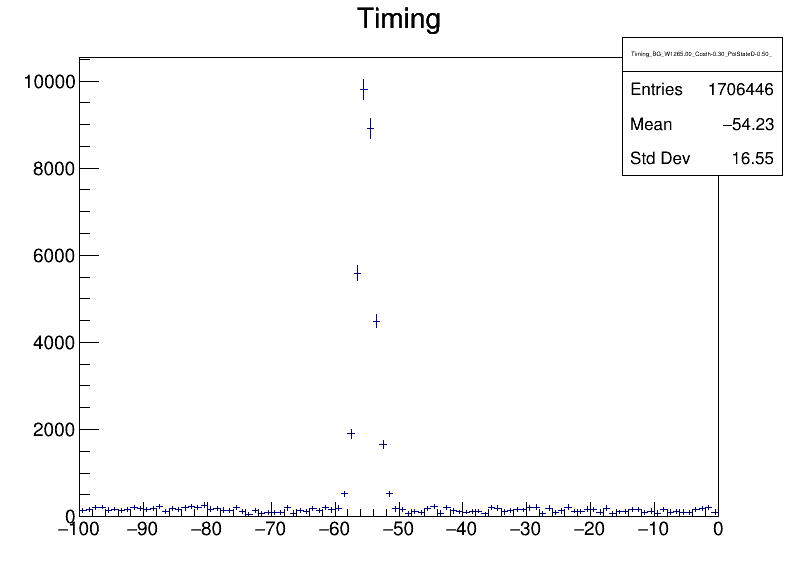 Timing
Timing_BG_W1265.00_Costh-0.30_PolStateD-0.50_
Entries 1706446
Mean −54.23
Std Dev 16.55
10000
8000
6000
4000
2000
0
−100 −90 −80 −70 −60 −50 −40 −30 −20 −10 0